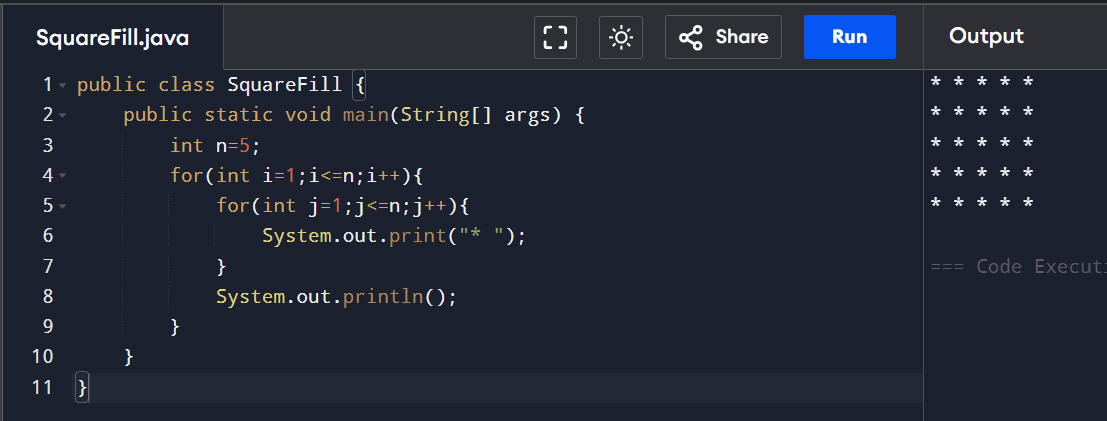 SquareFill.java
Share
Run
Output
1 public class SquareFill {
2     public static void main(String[] args) {
3         int n=5;
4         for(int i=1;i<=n;i++){
5             for(int j=1;j<=n;j++){
6                 System.out.print("* ");
7             }
8             System.out.println();
9         }
10     }
11 }
* * * * *
* * * * *
* * * * *
* * * * *
* * * * *
=== Code Executi